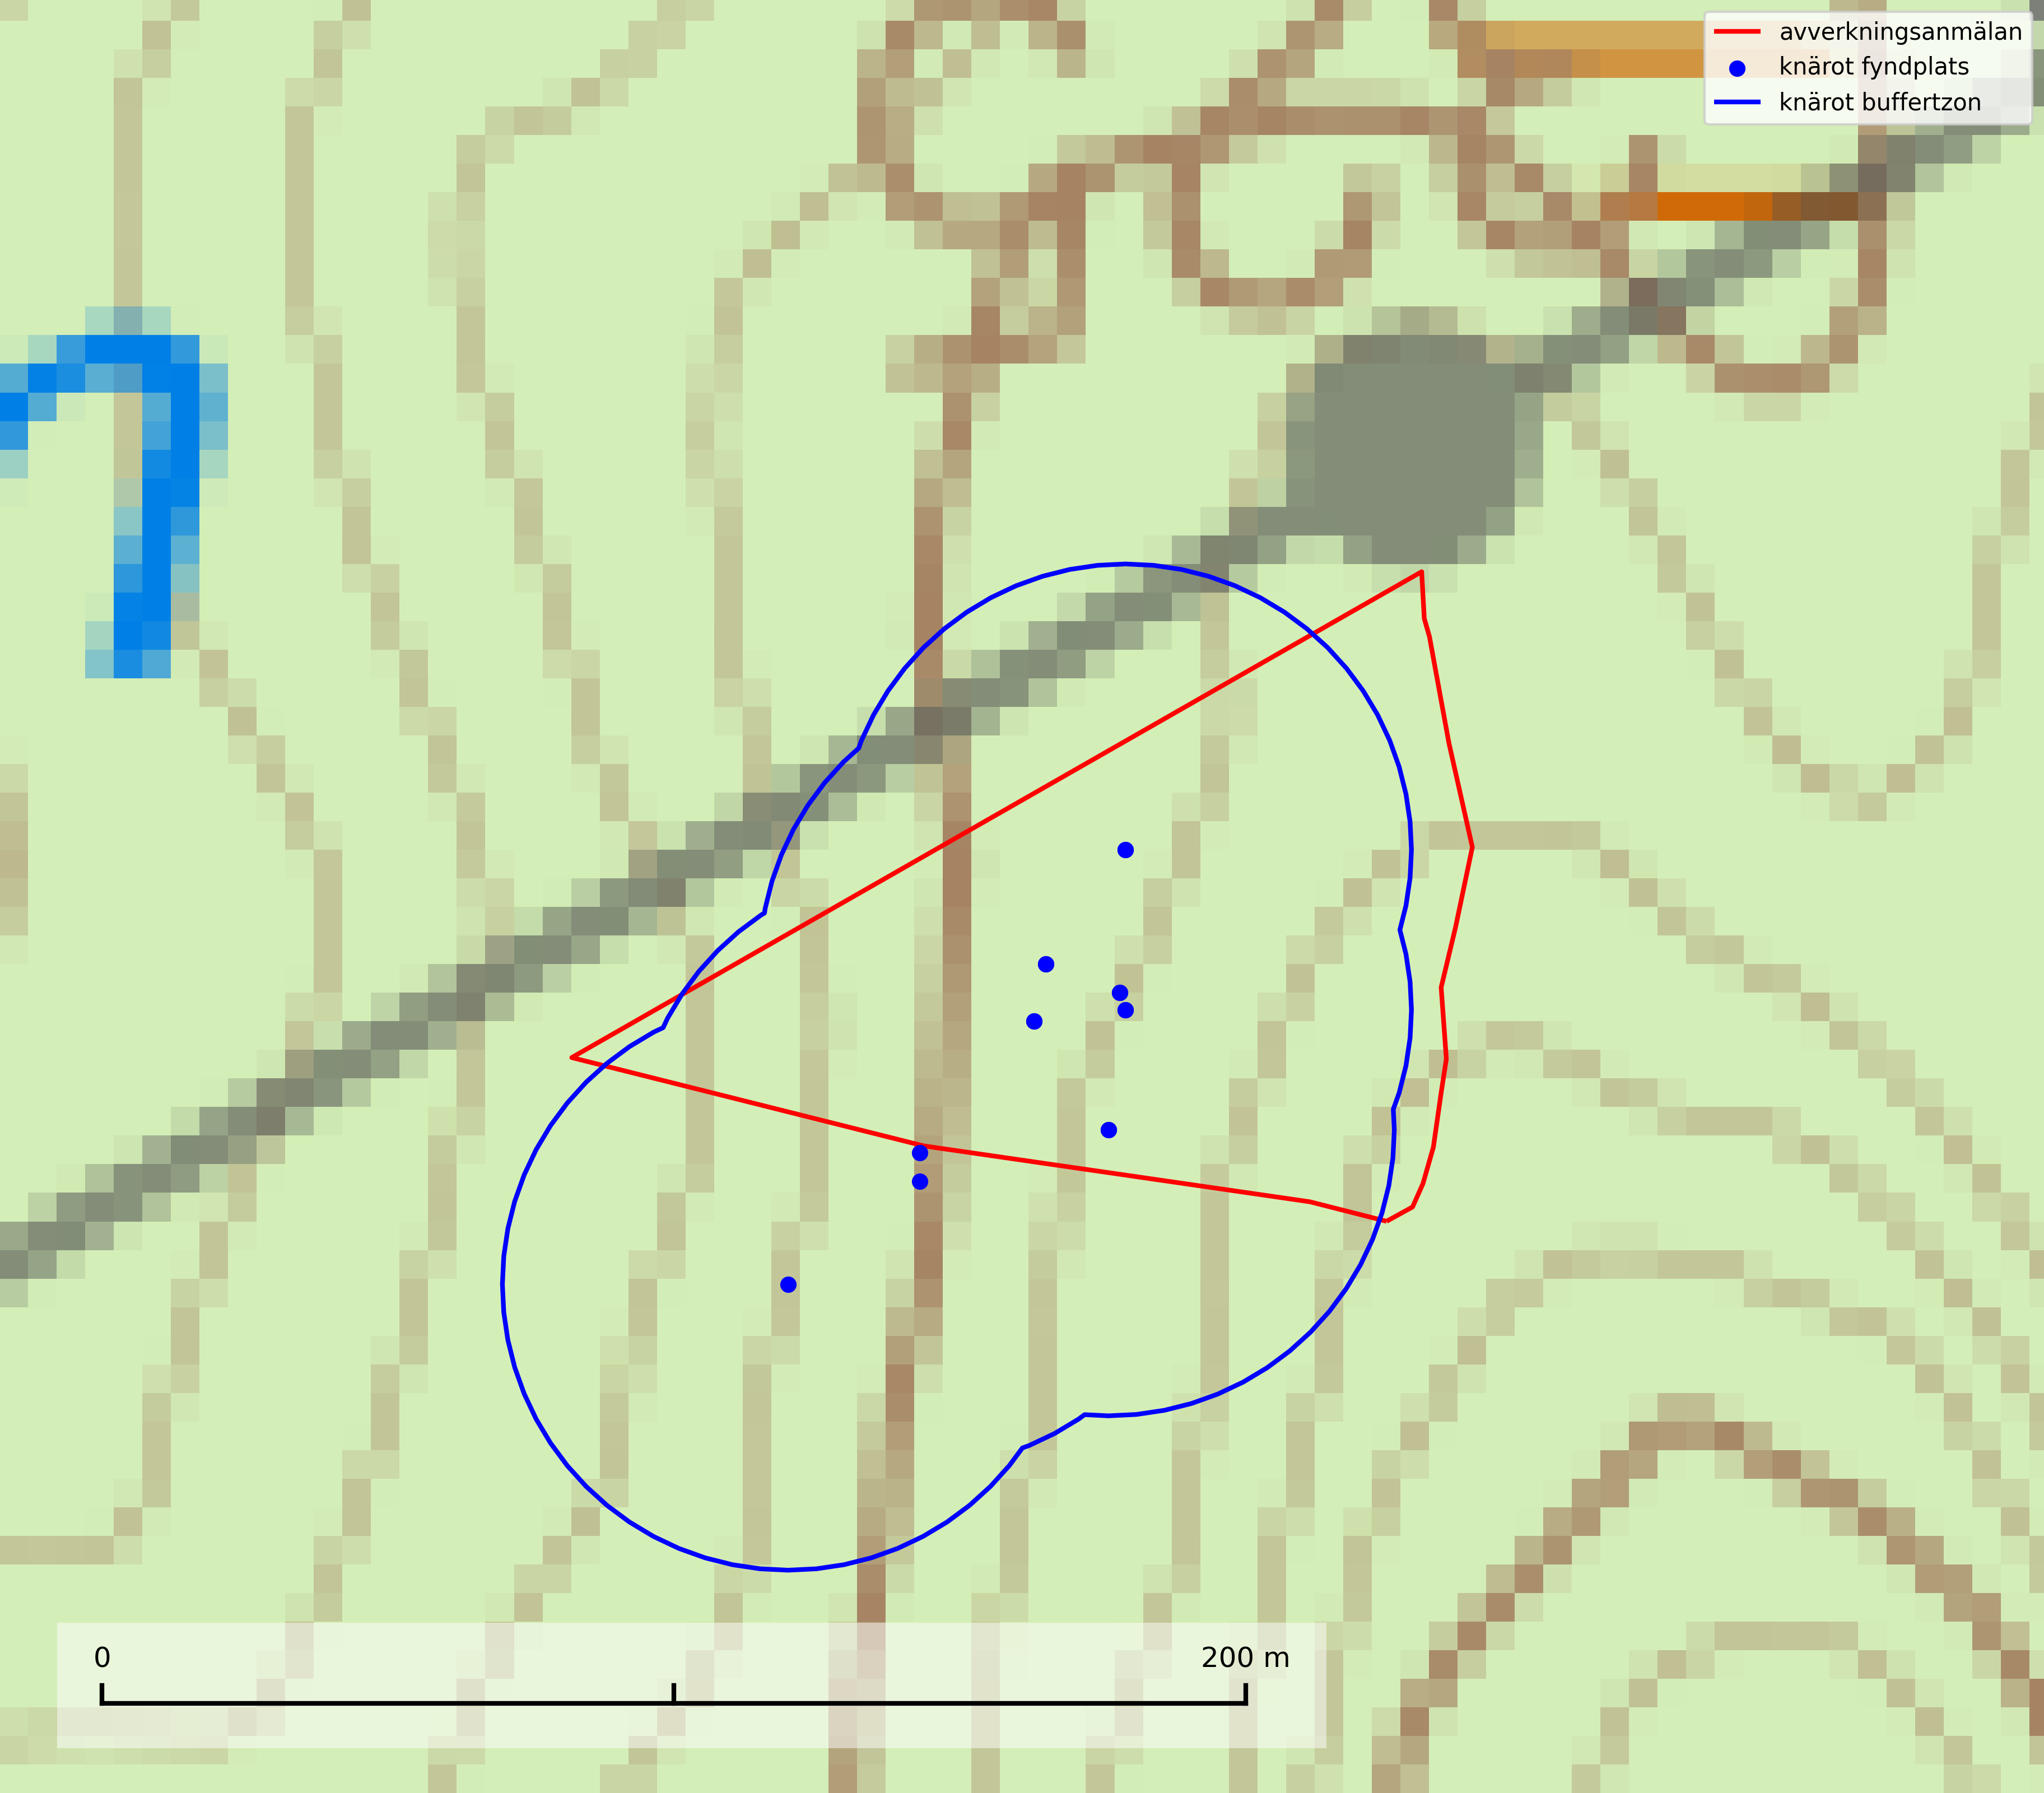 avverkningsanmälan
knärot fyndplats
knärot buffertzon
0 200 m